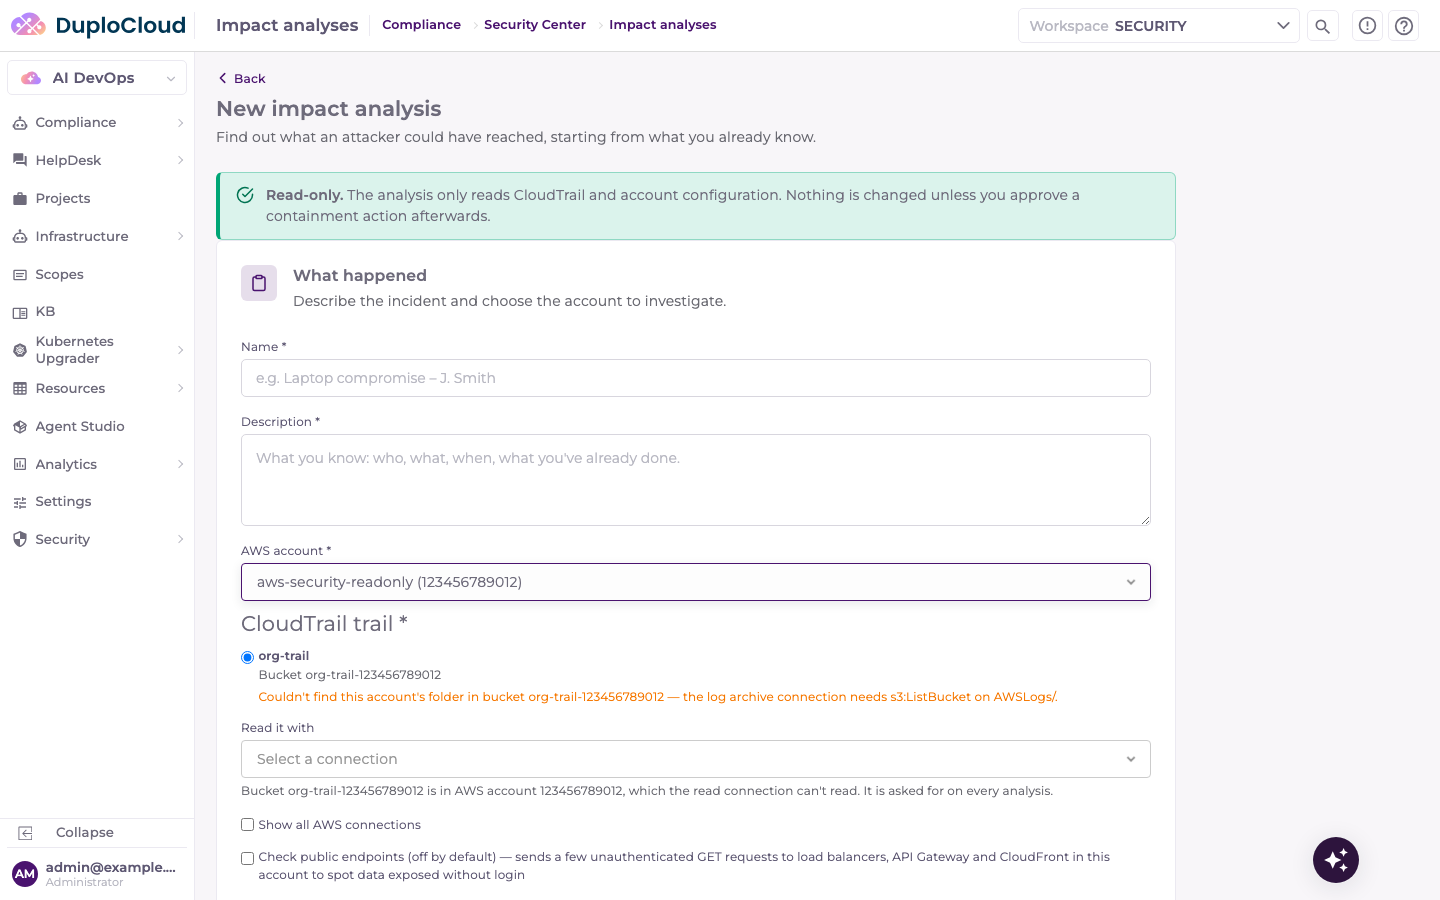 DuploCloud
Impact analyses
Compliance
Security Center
Impact analyses
Workspace SECURITY
AI DevOps
Compliance
HelpDesk
Projects
Infrastructure
Scopes
KB
Kubernetes
Upgrader
Resources
Agent Studio
Analytics
Settings
Security
Collapse
AM
admin@example....
Administrator
Back
New impact analysis
Find out what an attacker could have reached, starting from what you already know.
Read-only. The analysis only reads CloudTrail and account configuration. Nothing is changed unless you approve a
containment action afterwards.
What happened
Describe the incident and choose the account to investigate.
Name *
e.g. Laptop compromise – J. Smith
Description *
What you know: who, what, when, what you've already done.
AWS account *
aws-security-readonly (123456789012)
CloudTrail trail *
org-trail
Bucket org-trail-123456789012
Couldn't find this account's folder in bucket org-trail-123456789012 — the log archive connection needs s3:ListBucket on AWSLogs/.
Read it with
Select a connection
Bucket org-trail-123456789012 is in AWS account 123456789012, which the read connection can't read. It is asked for on every analysis.
Show all AWS connections
Check public endpoints (off by default) — sends a few unauthenticated GET requests to load balancers, API Gateway and CloudFront in this
account to spot data exposed without login